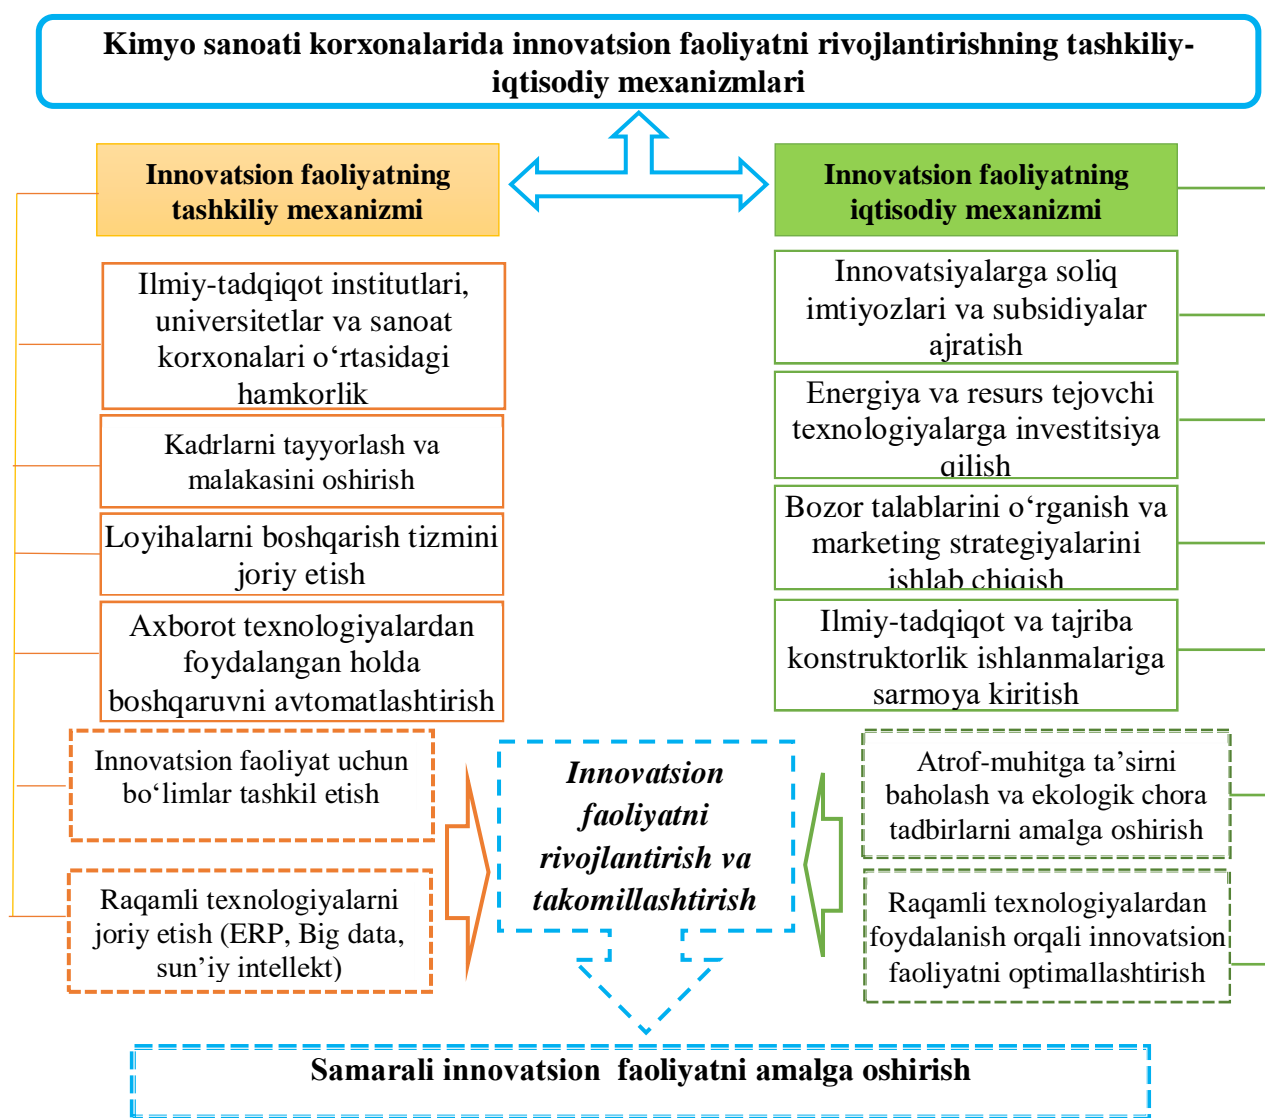 Kimyo sanoati korxonalarida innovatsion faoliyatni rivojlantirishning tashkiliy-
iqtisodiy mexanizmlari
Innovatsion faoliyatning
tashkiliy mexanizmi
Ilmiy-tadqiqot institutlari,
universitetlar va sanoat
korxonalari o‘rtasidagi
hamkorlik
Kadrlarni tayyorlash va
malakasini oshirish
Loyihalarni boshqarish tizmini
joriy etish
Axborot texnologiyalardan
foydalangan holda
boshqaruvni avtomatlashtirish
Innovatsion faoliyat uchun
bo‘limlar tashkil etish
Raqamli texnologiyalarni
joriy etish (ERP, Big data,
sun’iy intellekt)
Innovatsion faoliyatning
iqtisodiy mexanizmi
Innovatsiyalarga soliq
imtiyozlari va subsidiyalar
ajratish
Energiya va resurs tejovchi
texnologiyalarga investitsiya
qilish
Bozor talablarini o‘rganish va
marketing strategiyalarini
ishlab chiqish
Ilmiy-tadqiqot va tajriba
konstruktorlik ishlanmalariga
sarmoya kiritish
Atrof-muhitga ta’sirni
baholash va ekologik chora
tadbirlarni amalga oshirish
Raqamli texnologiyalardan
foydalanish orqali innovatsion
faoliyatni optimallashtirish
Innovatsion
faoliyatni
rivojlantirish va
takomillashtirish
Samarali innovatsion faoliyatni amalga oshirish